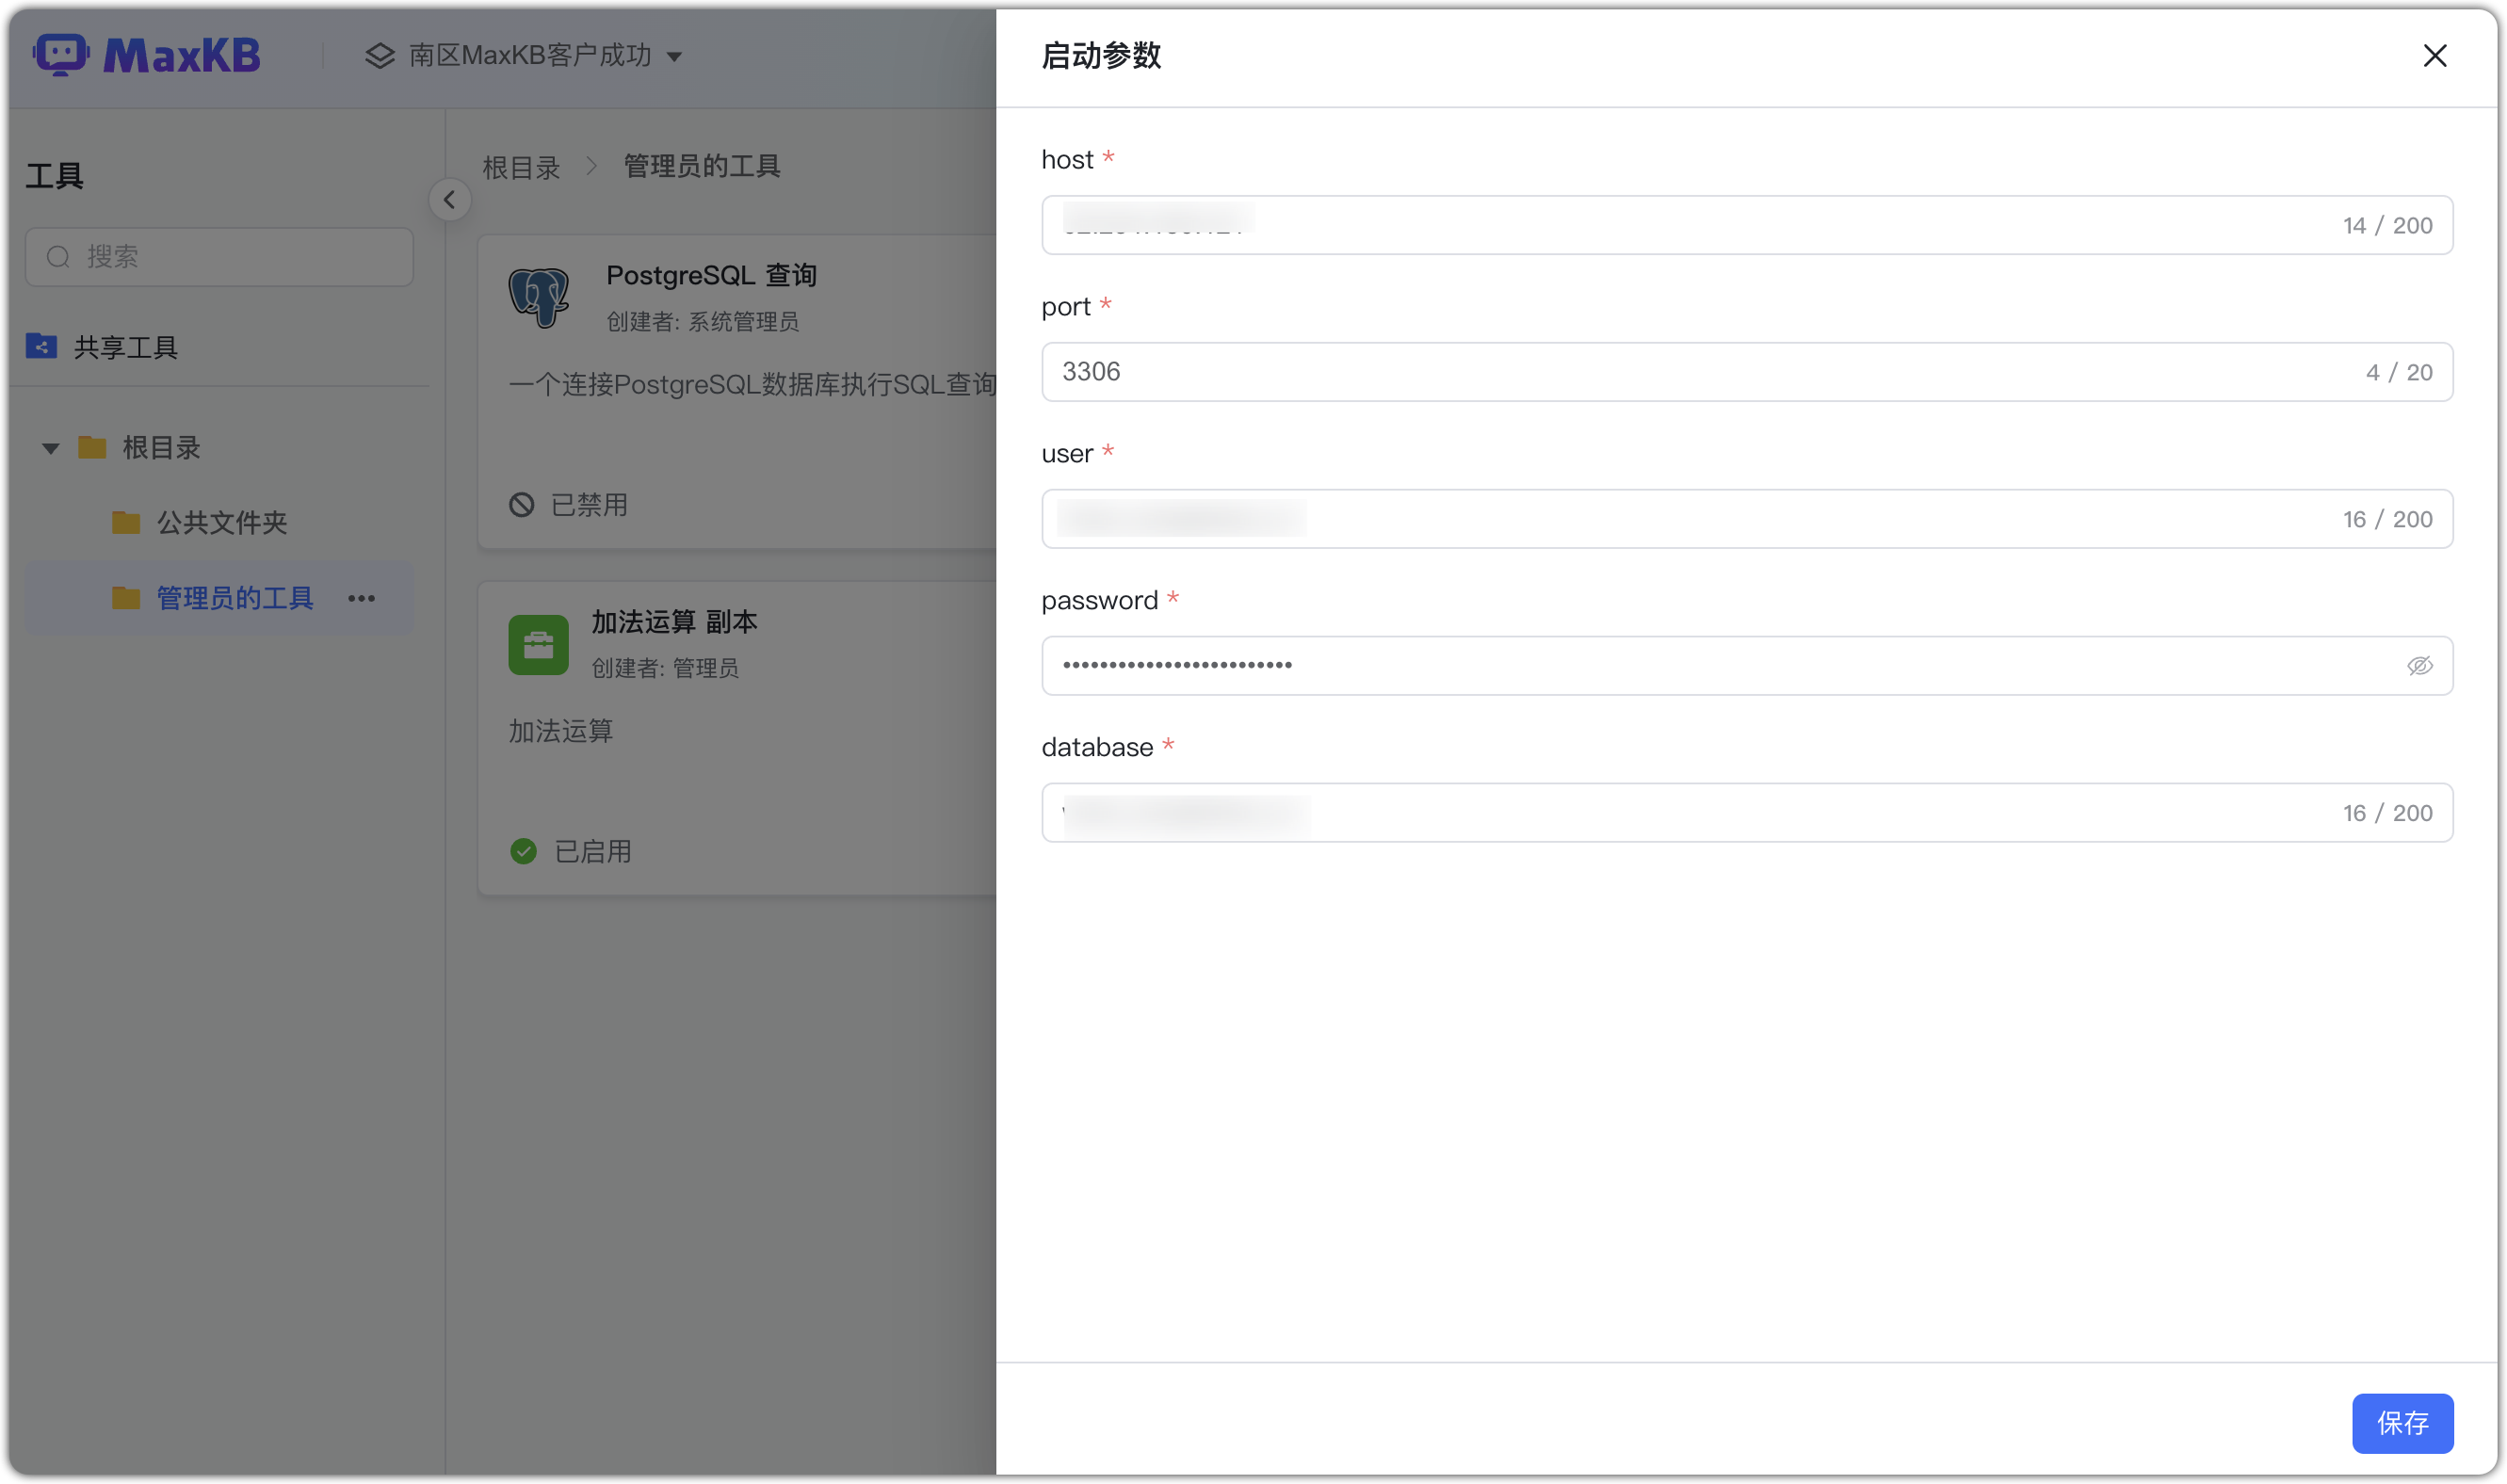 MaxKB
南区MaxKB客户成功
工具
搜索
共享工具
根目录
公共文件夹
管理员的工具
根目录
管理员的工具
PostgreSQL 查询
创建者: 系统管理员
一个连接PostgreSQL数据库执行SQL查询
已禁用
加法运算 副本
创建者: 管理员
加法运算
已启用
启动参数
host *
14 / 200
port *
3306
4 / 20
user *
16 / 200
password *
database *
16 / 200
保存